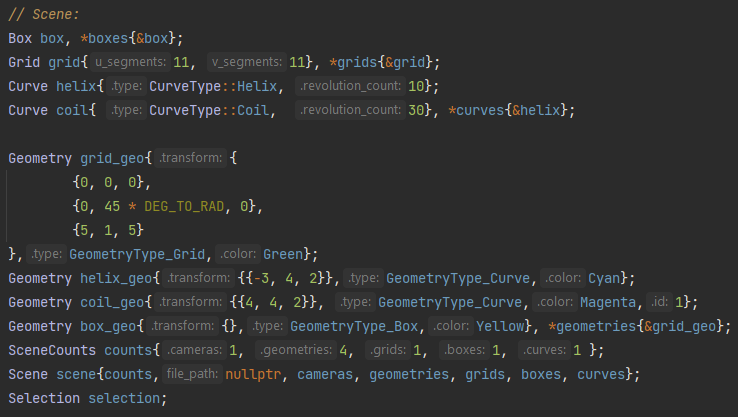 // Scene:
Box box, *boxes{&box};
Grid grid{ u_segments: 11, v_segments: 11}, *grids{&grid};
Curve helix{ .type: CurveType::Helix, .revolution_count: 10};
Curve coil{ .type: CurveType::Coil, .revolution_count: 30}, *curves{&helix};
Geometry grid_geo{ .transform: {
{0, 0, 0},
{0, 45 * DEG_TO_RAD, 0},
{5, 1, 5}
}, .type: GeometryType_Grid, .color: Green};
Geometry helix_geo{ .transform: {{-3, 4, 2}}, .type: GeometryType_Curve, .color: Cyan};
Geometry coil_geo{ .transform: {{4, 4, 2}}, .type: GeometryType_Curve, .color: Magenta, .id: 1};
Geometry box_geo{ .transform: {}, .type: GeometryType_Box, .color: Yellow}, *geometries{&grid_geo};
SceneCounts counts{ .cameras: 1, .geometries: 4, .grids: 1, .boxes: 1, .curves: 1 };
Scene scene{counts, file_path: nullptr, cameras, geometries, grids, boxes, curves};
Selection selection;